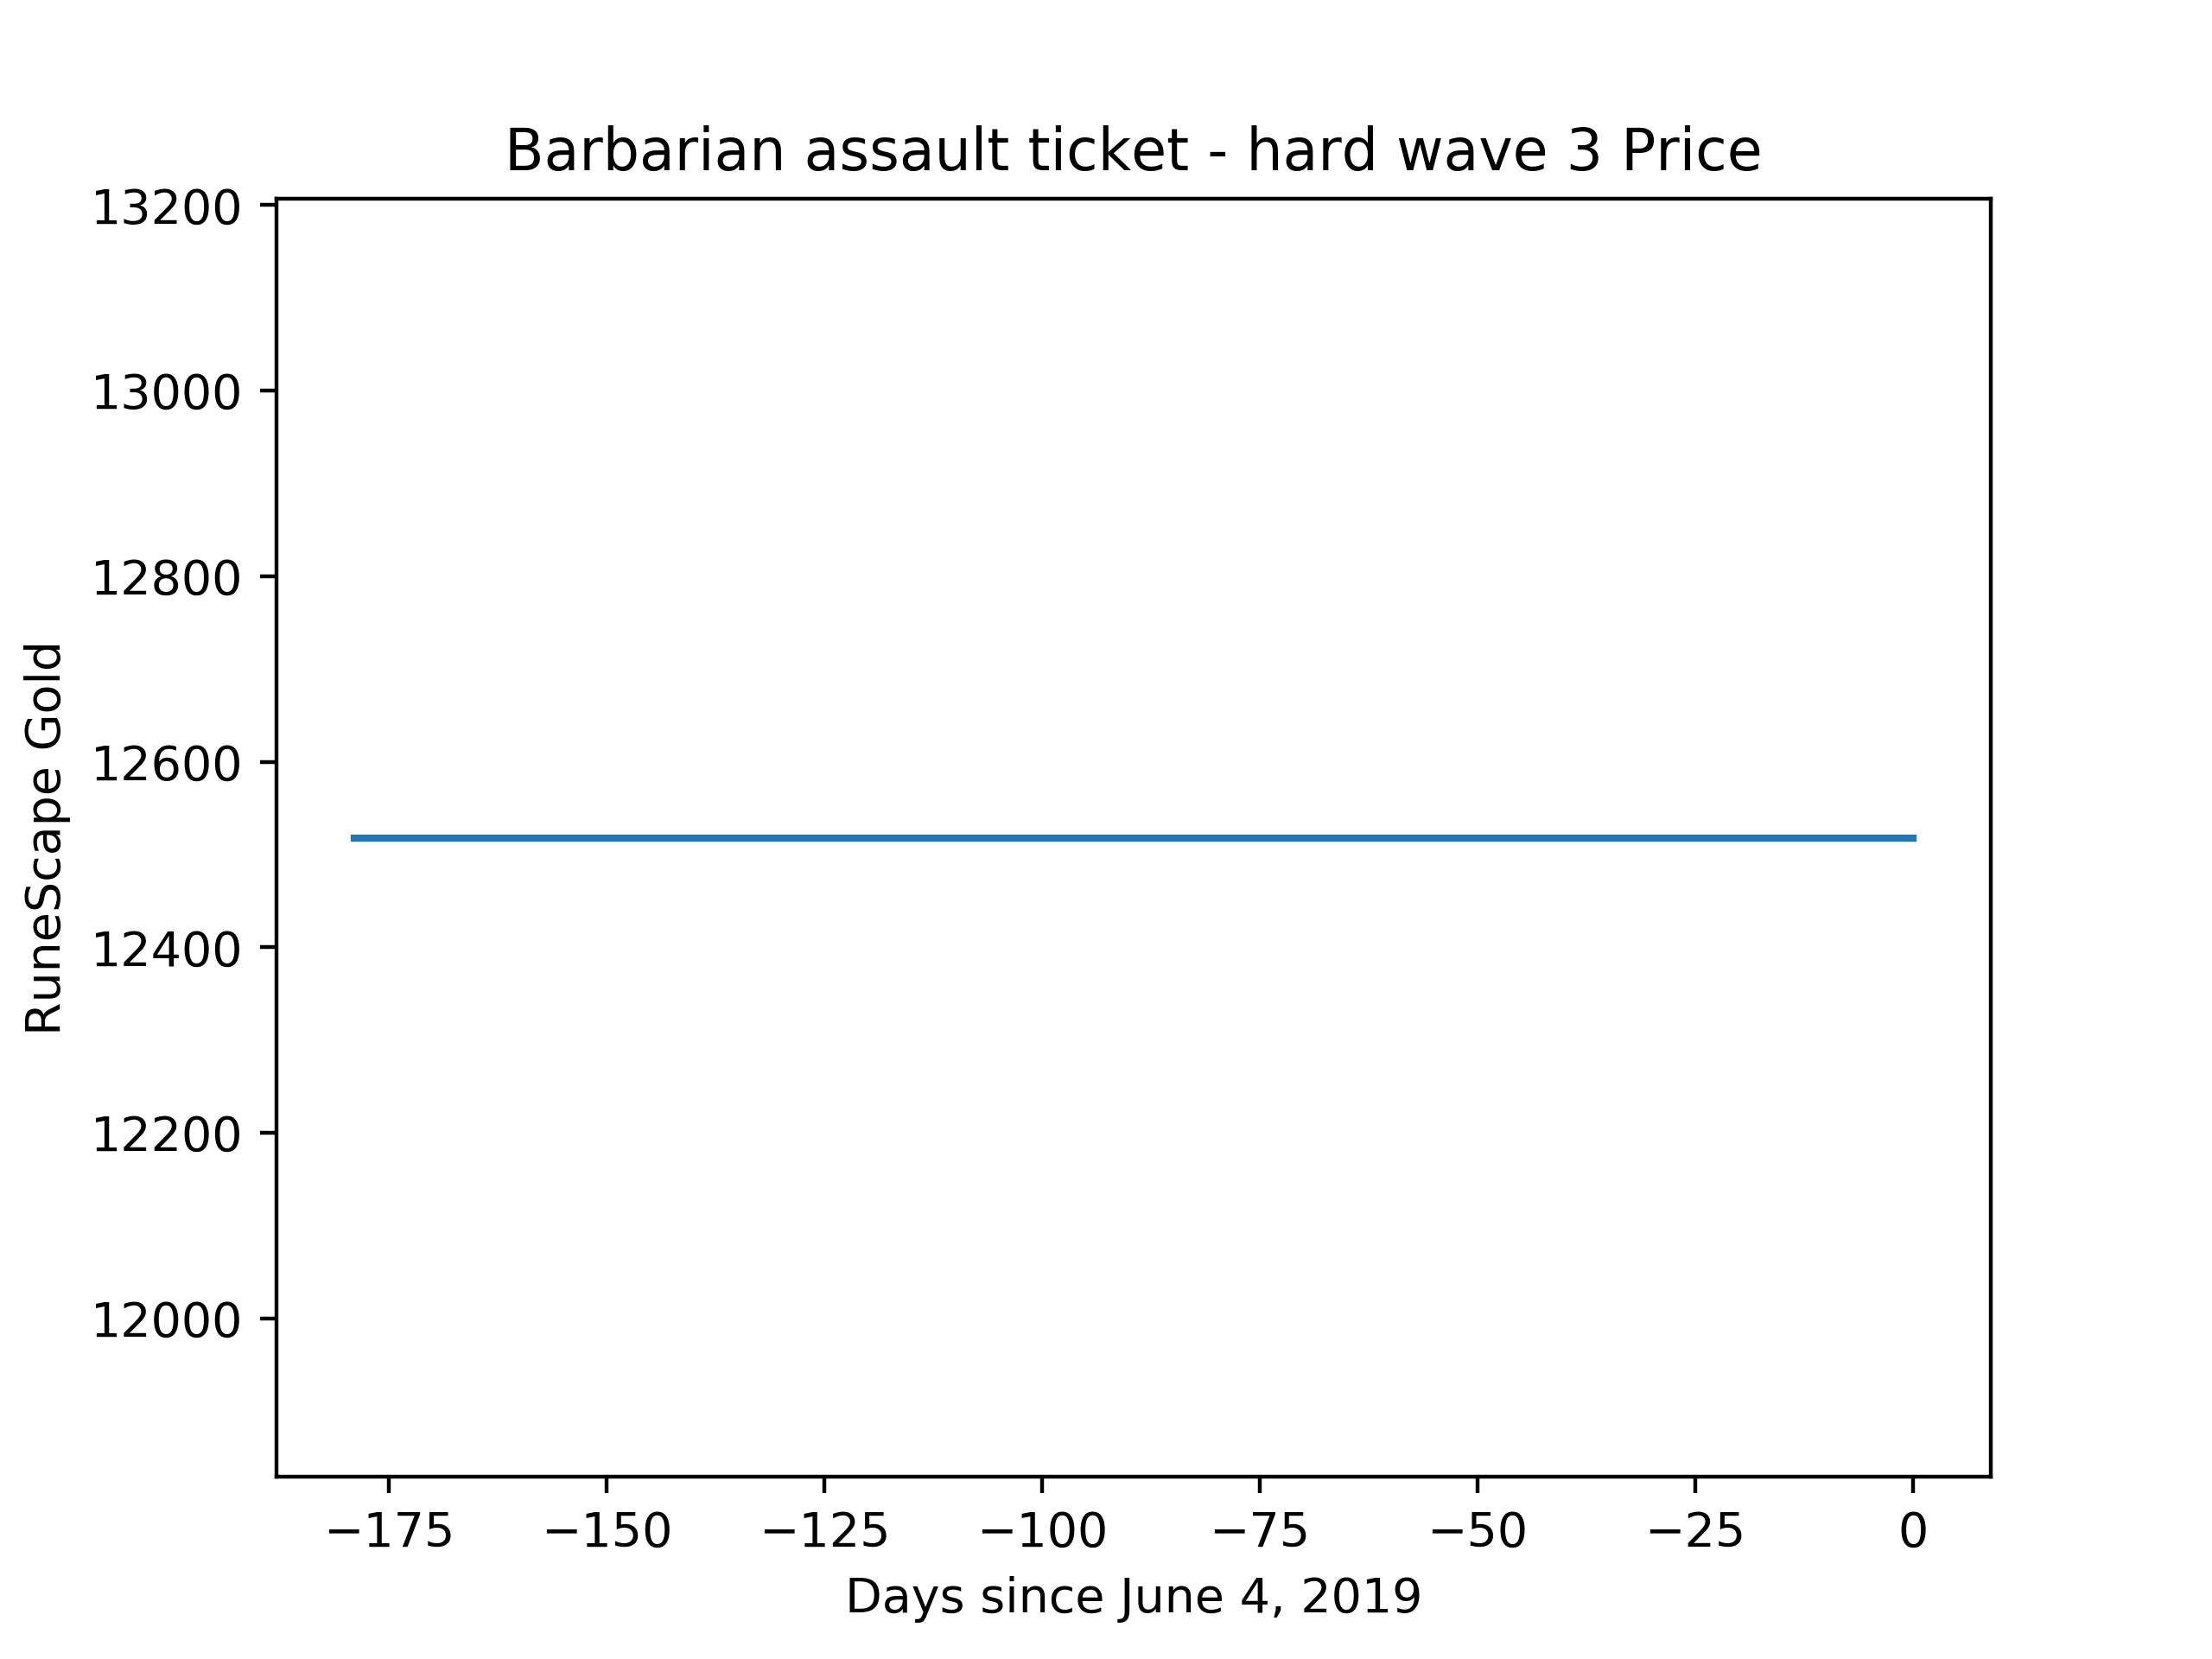 Barbarian assault ticket - hard wave 3 Price
13200
13000
12800
12600
12400
12200
12000
RuneScape Gold
−175 −150 −125 −100 −75 −50 −25 0
Days since June 4, 2019